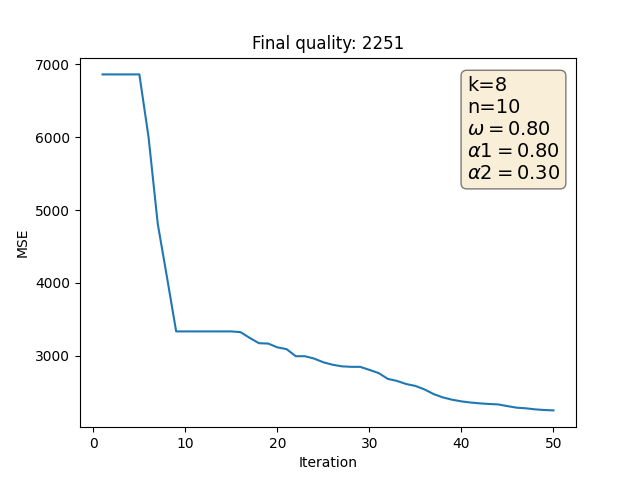 Final quality: 2251
k=8
n=10
ω = 0.80
α1 = 0.80
α2 = 0.30
MSE
7000
6000
5000
4000
3000
0 10 20 30 40 50
Iteration